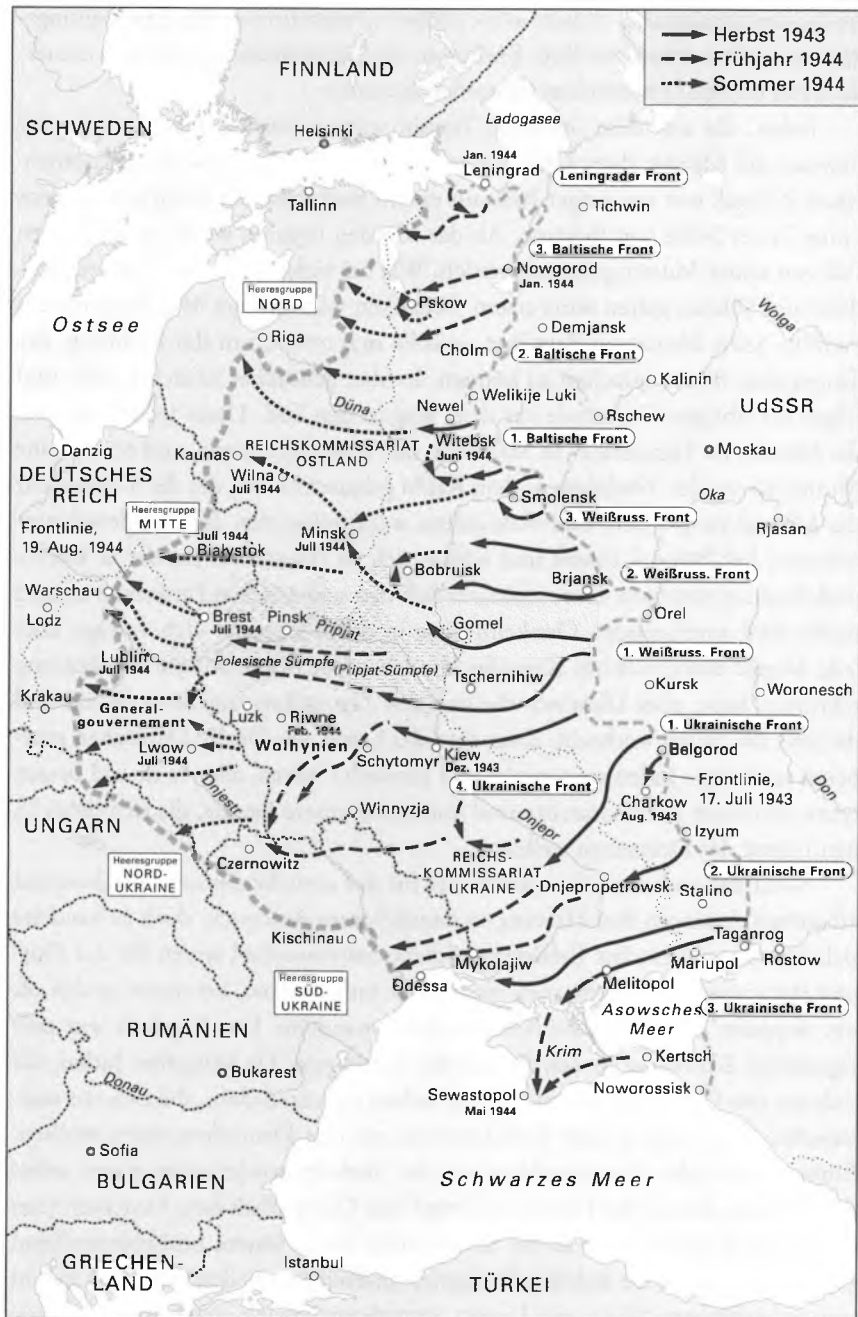 Herbst 1943
Frühjahr 1944
Sommer 1944
FINNLAND
SCHWEDEN
Helsinki
Ladogasee
Jan. 1944
Leningrad
Leningrader Front
Tallinn
Tichwin
3. Baltische Front
Nowgorod
Jan. 1944
Heeresgruppe
NORD
Pskow
Ostsee
Wolga
Demjansk
Riga
Cholm
2. Baltische Front
Kalinin
Welikije Luki
Düna
Newel
Rschew
UdSSR
Danzig
Kaunas
REICHSKOMMISSARIAT
OSTLAND
Witebsk
Juni 1944
1. Baltische Front
Moskau
DEUTSCHES
REICH
Wilna
Juli 1944
Smolensk
Oka
Heeresgruppe
MITTE
3. Weißruss. Front
Rjasan
Frontlinie,
19. Aug. 1944
Juli 1944
Białystok
Minsk
Juli 1944
Bobruisk
2. Weißruss. Front
Brjansk
Warschau
Lodz
Brest
Juli 1944
Pinsk
Pripjat
Gomel
Orel
1. Weißruss. Front
Lublin
Juli 1944
Polesische Sümpfe
(Pripjat-Sümpfe)
Tschernihiw
Kursk
Woronesch
Krakau
General-
gouvernement
Luzk
Riwne
Feb. 1944
1. Ukrainische Front
Lwow
Juli 1944
Wolhynien
Schytomyr
Kiew
Dez. 1943
Belgorod
Dnjestr
4. Ukrainische Front
Charkow
Aug. 1943
Frontlinie,
17. Juli 1943
Don
UNGARN
Winnyzja
Dnjepr
Izyum
Czernowitz
Heeresgruppe
NORD-
UKRAINE
REICHS-
KOMMISSARIAT
UKRAINE
Dnjepropetrowsk
2. Ukrainische Front
Stalino
Kischinau
Taganrog
Mykolajiw
Mariupol
Rostow
Odessa
Melitopol
Heeresgruppe
SÜD-
UKRAINE
RUMÄNIEN
Asowsches
Meer
3. Ukrainische Front
Krim
Kertsch
Bukarest
Donau
Sewastopol
Mai 1944
Noworossisk
Sofia
BULGARIEN
Schwarzes Meer
GRIECHEN-
LAND
Istanbul
TÜRKEI